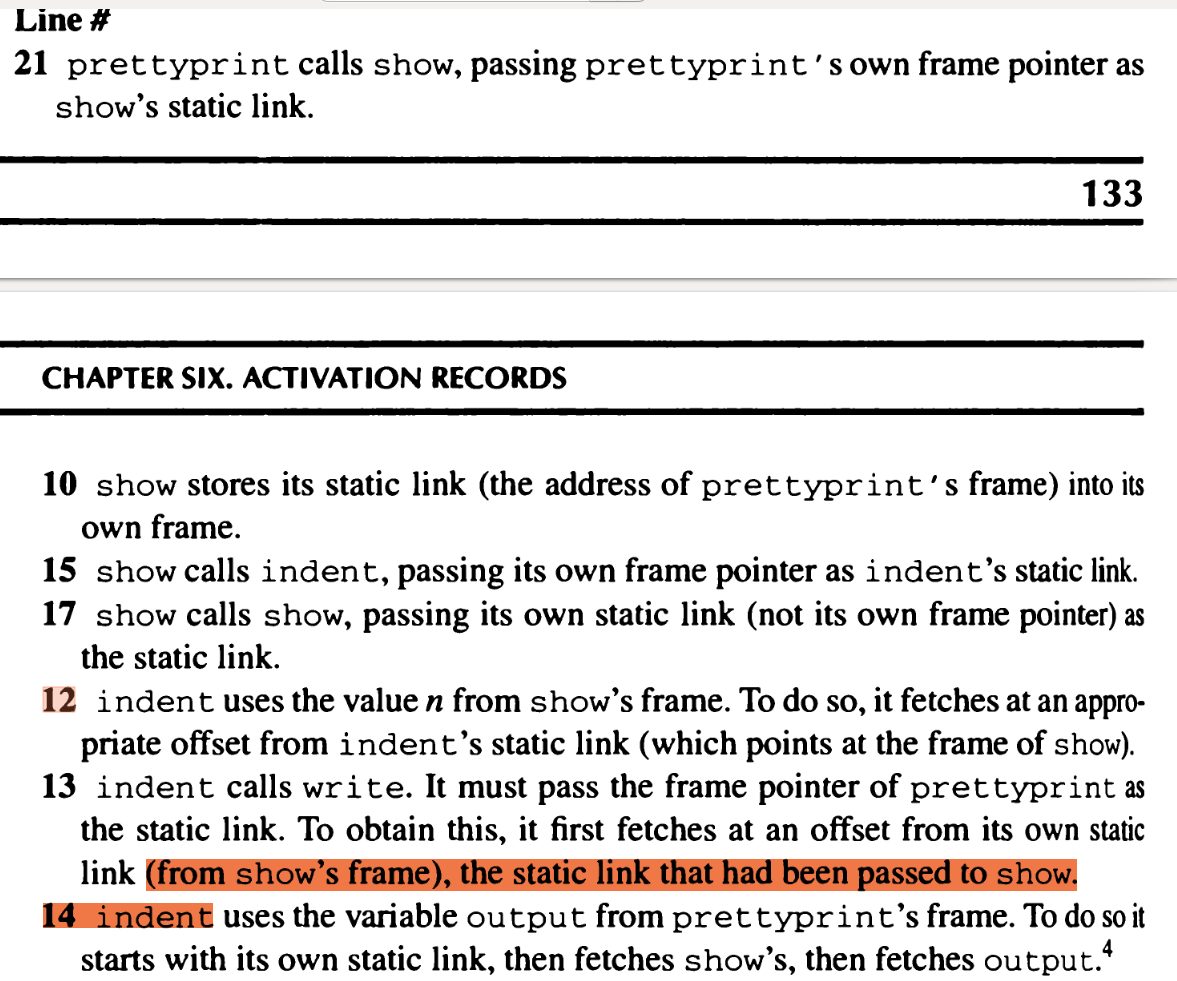 Line #
21 prettyprint calls show, passing prettyprint's own frame pointer as
show's static link.
133
CHAPTER SIX. ACTIVATION RECORDS
10 show stores its static link (the address of prettyprint's frame) into its
own frame.
15 show calls indent, passing its own frame pointer as indent's static link.
17 show calls show, passing its own static link (not its own frame pointer) as
the static link.
12 indent uses the value n from show's frame. To do so, it fetches at an appro-
priate offset from indent's static link (which points at the frame of show).
13 indent calls write. It must pass the frame pointer of prettyprint as
the static link. To obtain this, it first fetches at an offset from its own static
link (from show's frame), the static link that had been passed to show.
14 indent uses the variable output from prettyprint's frame. To do so it
starts with its own static link, then fetches show's, then fetches output.4